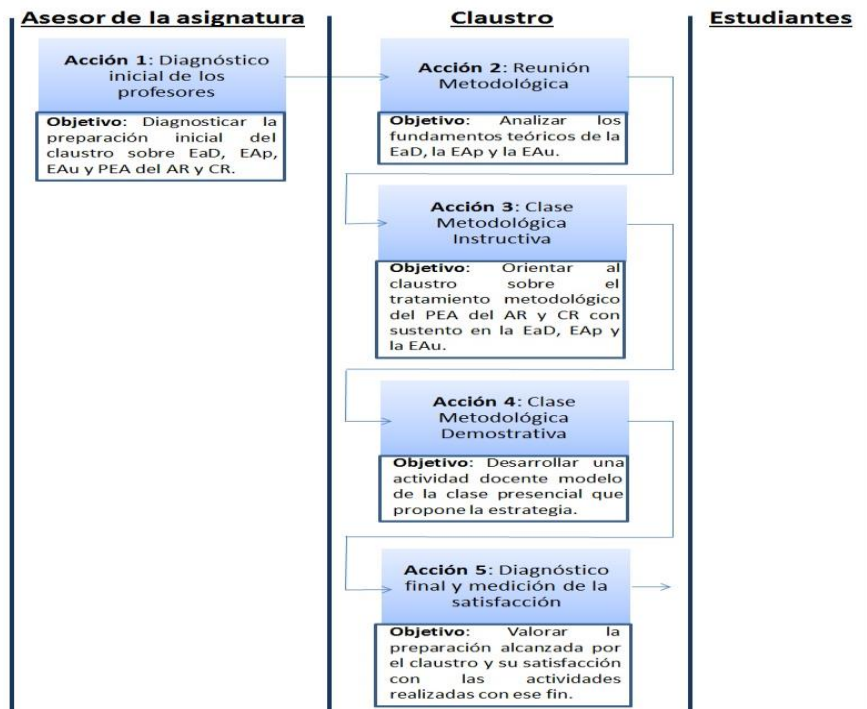 Asesor de la asignatura
Claustro
Estudiantes
Acción 1: Diagnóstico
inicial de los
profesores
Objetivo: Diagnosticar la
preparación inicial del
claustro sobre EaD, EAp,
EAu y PEA del AR y CR.
Acción 2: Reunión
Metodológica
Objetivo: Analizar los
fundamentos teóricos de la
EaD, la EAp y la EAu.
Acción 3: Clase
Metodológica
Instructiva
Objetivo: Orientar al
claustro sobre el
tratamiento metodológico
del PEA del AR y CR con
sustento en la EaD, EAp y
la EAu.
Acción 4: Clase
Metodológica
Demostrativa
Objetivo: Desarrollar una
actividad docente modelo
de la clase presencial que
propone la estrategia.
Acción 5: Diagnóstico
final y medición de la
satisfacción
Objetivo: Valorar la
preparación alcanzada por
el claustro y su satisfacción
con las actividades
realizadas con ese fin.